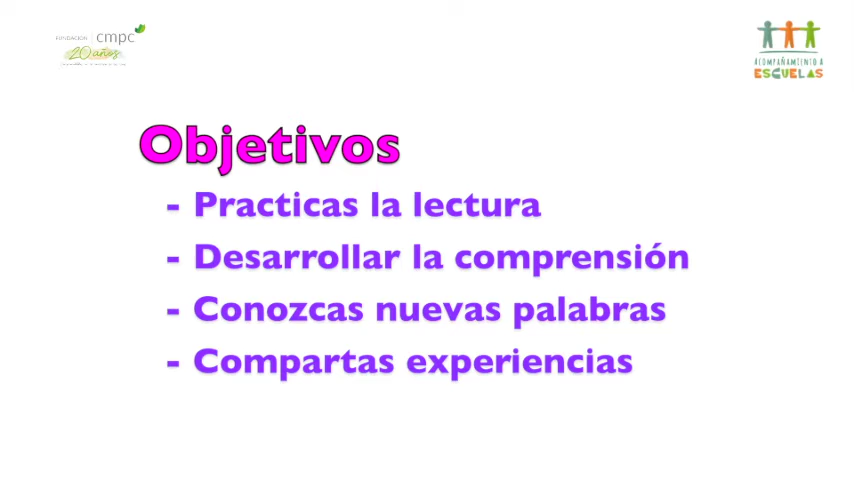 FUNDACIÓN | cmpc
20 años
ACOMPAÑAMIENTO A
ESCUELAS
Objetivos
- Practicas la lectura
- Desarrollar la comprensión
- Conozcas nuevas palabras
- Compartas experiencias